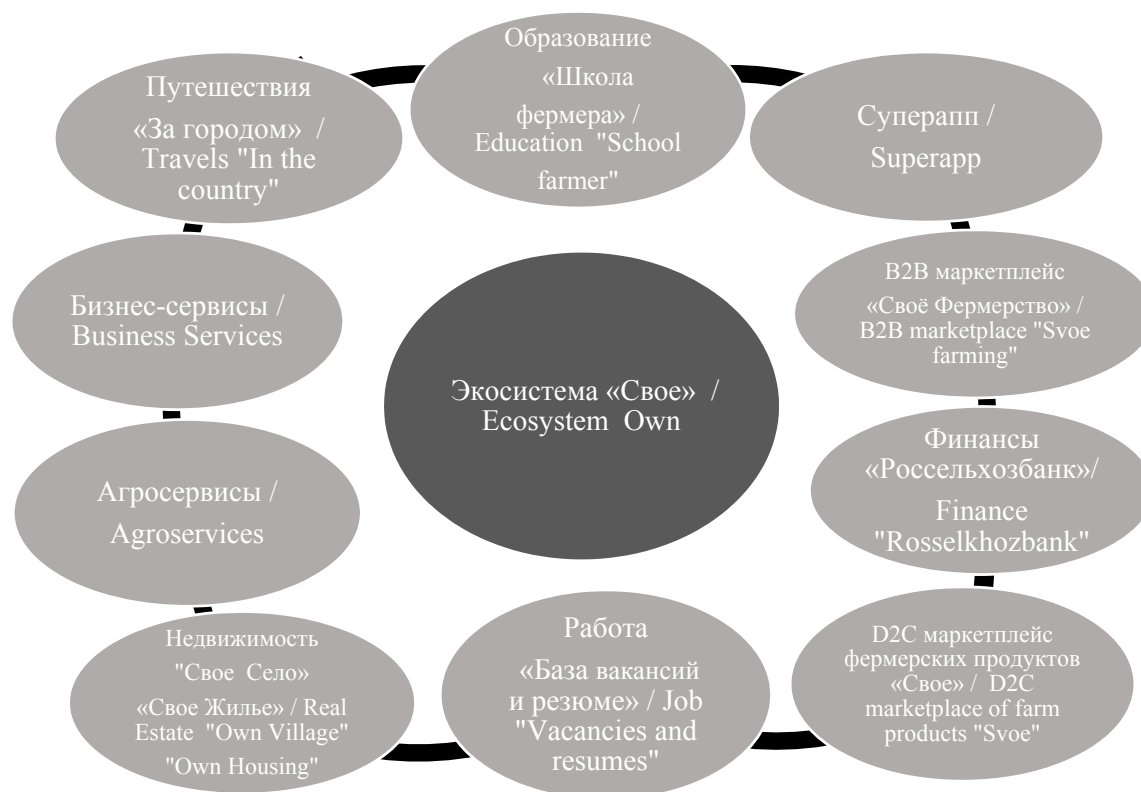 Образование
«Школа
фермера» /
Education "School
farmer"
Суперапп /
Superapp
B2B маркетплейс
«Своё Фермерство» /
B2B marketplace "Svoe
farming"
Финансы
«Россельхозбанк»/
Finance
"Rosselkhozbank"
D2C маркетплейс
фермерских продуктов
«Свое» / D2C
marketplace of farm
products "Svoe"
Работа
«База вакансий
и резюме» / Job
"Vacancies and
resumes"
Недвижимость
"Свое Село»
«Свое Жилье» / Real
Estate "Own Village"
"Own Housing"
Агросервисы /
Agroservices
Бизнес-сервисы /
Business Services
Путешествия
«За городом» /
Travels "In the
country"
Экосистема «Свое» /
Ecosystem Own